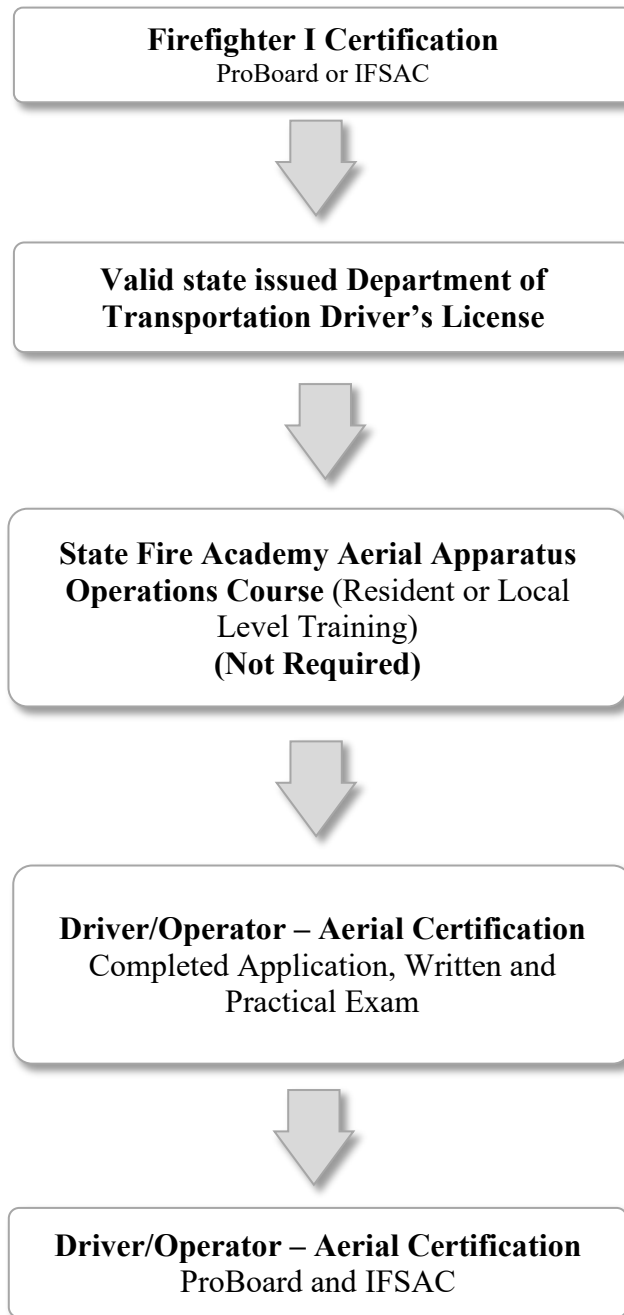 Firefighter I Certification
ProBoard or IFSAC
Valid state issued Department of
Transportation Driver’s License
State Fire Academy Aerial Apparatus
Operations Course (Resident or Local
Level Training)
(Not Required)
Driver/Operator – Aerial Certification
Completed Application, Written and
Practical Exam
Driver/Operator – Aerial Certification
ProBoard and IFSAC